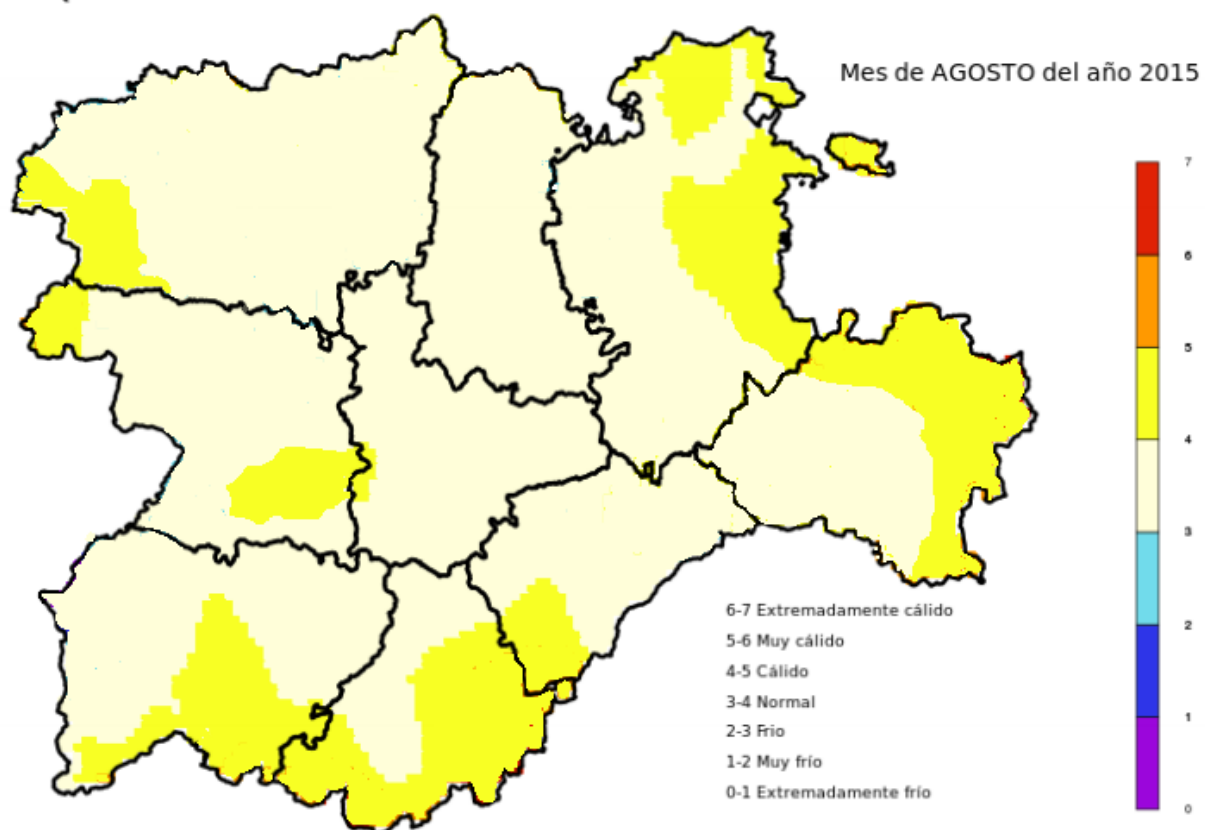 Mes de AGOSTO del año 2015
7
6
5
4
3
2
1
0
6-7 Extremadamente cálido
5-6 Muy cálido
4-5 Cálido
3-4 Normal
2-3 Frio
1-2 Muy frío
0-1 Extremadamente frío